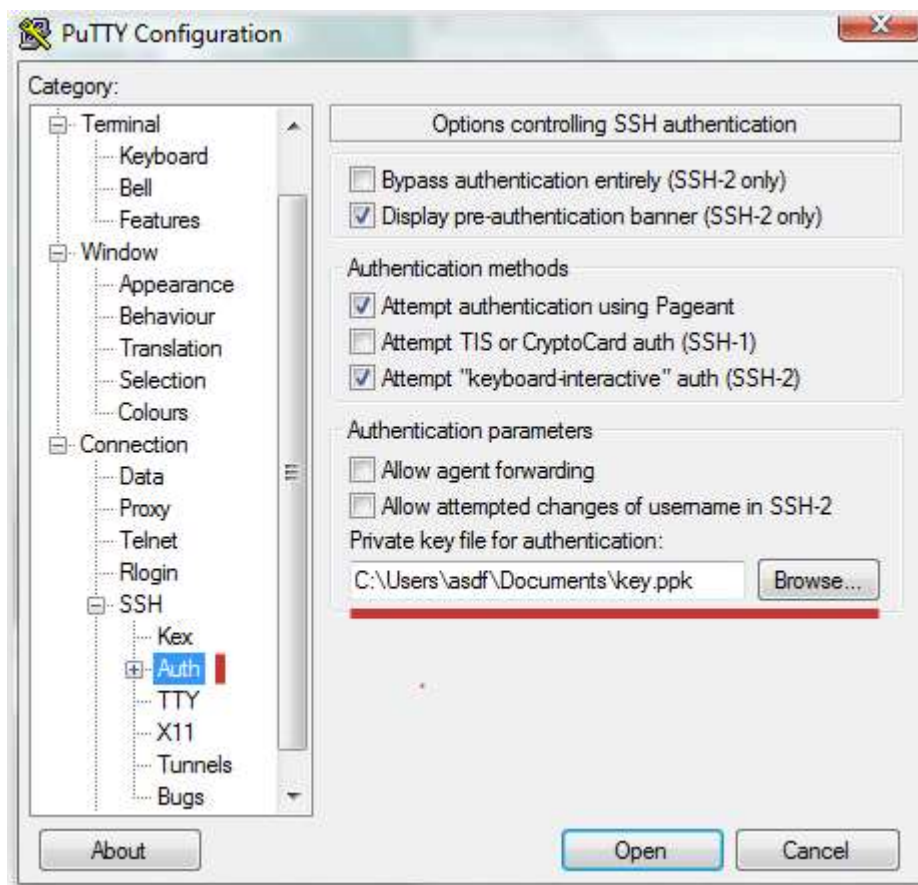 PuTTY Configuration
Category:
Terminal
Keyboard
Bell
Features
Window
Appearance
Behaviour
Translation
Selection
Colours
Connection
Data
Proxy
Telnet
Rlogin
SSH
Kex
Auth
TTY
X11
Tunnels
Bugs
Options controlling SSH authentication
Bypass authentication entirely (SSH-2 only)
Display pre-authentication banner (SSH-2 only)
Authentication methods
Attempt authentication using Pageant
Attempt TIS or CryptoCard auth (SSH-1)
Attempt "keyboard-interactive" auth (SSH-2)
Authentication parameters
Allow agent forwarding
Allow attempted changes of username in SSH-2
Private key file for authentication:
C:\Users\asdf\Documents\key.ppk
Browse...
About
Open
Cancel